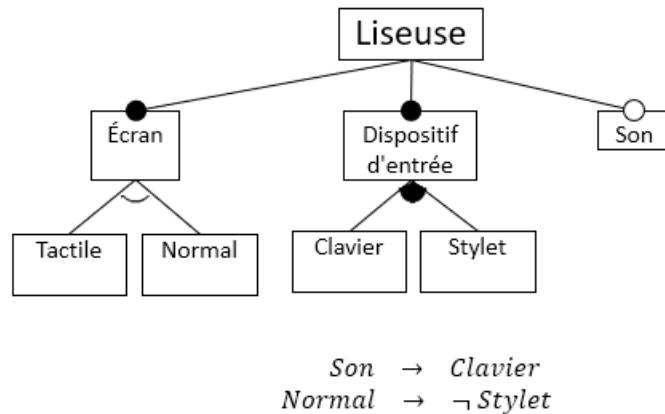 Liseuse
Écran
Dispositif
d'entrée
Son
Tactile
Normal
Clavier
Stylet
Son → Clavier
Normal → ¬ Stylet